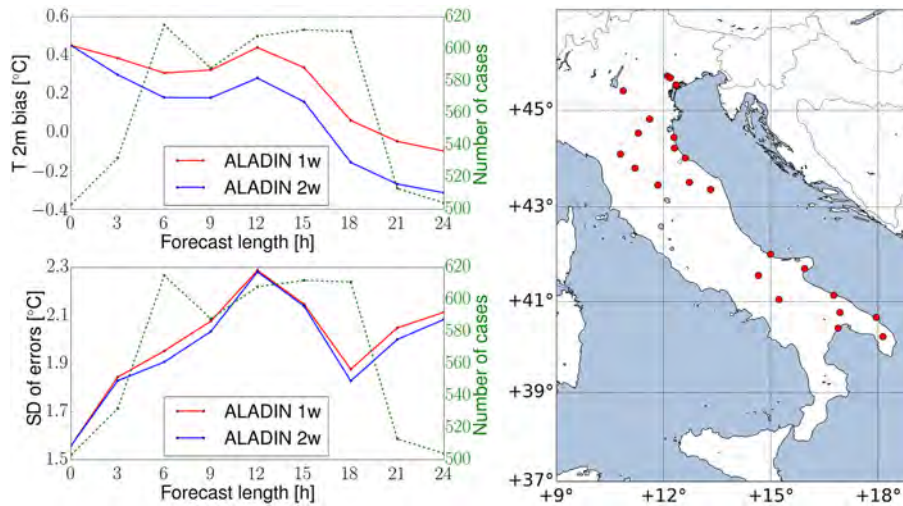 T 2m bias [°C]
0.6
0.4
0.2
0.0
−0.2
−0.4
ALADIN 1w
ALADIN 2w
620
600
580
560
540
520
500
Number of cases
0 3 6 9 12 15 18 21 24
Forecast length [h]
SD of errors [°C]
2.3
2.1
1.9
1.7
1.5
ALADIN 1w
ALADIN 2w
620
600
580
560
540
520
500
Number of cases
0 3 6 9 12 15 18 21 24
Forecast length [h]
+45°
+43°
+41°
+39°
+37°
+9° +12° +15° +18°